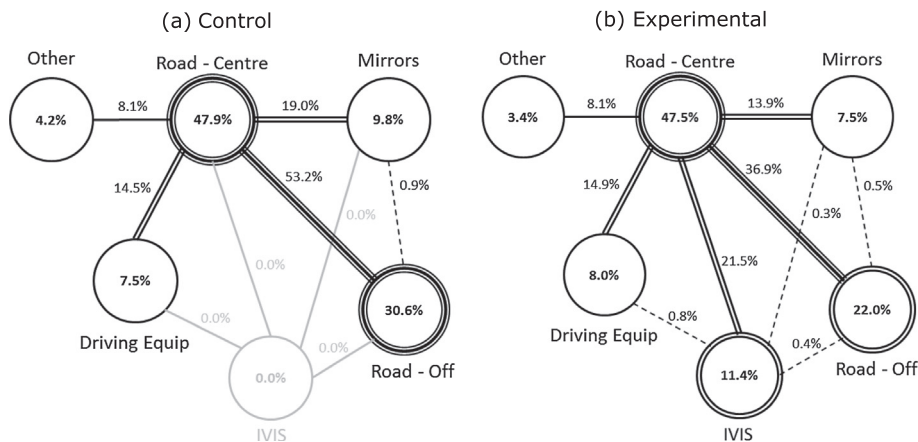 (a) Control
Other
Road - Centre
Mirrors
8.1%
19.0%
4.2%
47.9%
9.8%
14.5%
53.2%
0.9%
0.0%
0.0%
7.5%
30.6%
0.0%
0.0%
Driving Equip
0.0%
Road - Off
IVIS
(b) Experimental
Other
Road - Centre
Mirrors
8.1%
13.9%
3.4%
47.5%
7.5%
14.9%
36.9%
0.5%
0.3%
21.5%
8.0%
22.0%
0.8%
0.4%
Driving Equip
11.4%
Road - Off
IVIS